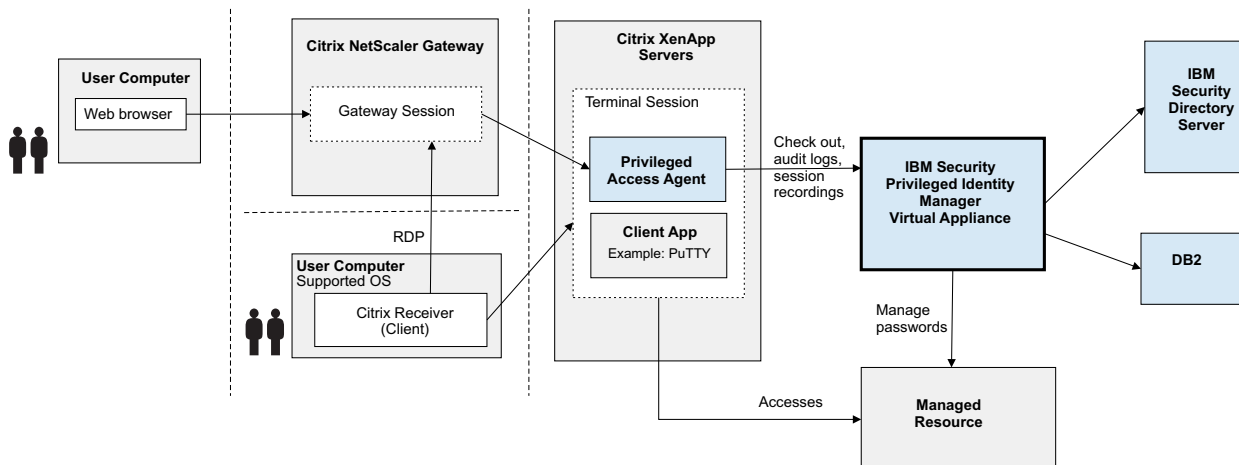 User Computer
Web browser
Citrix NetScaler Gateway
Gateway Session
RDP
User Computer
Supported OS
Citrix Receiver
(Client)
Citrix XenApp
Servers
Terminal Session
Privileged
Access Agent
Client App
Example: PuTTY
Check out,
audit logs,
session
recordings
IBM Security
Privileged Identity
Manager
Virtual Appliance
IBM
Security
Directory
Server
DB2
Manage
passwords
Accesses
Managed
Resource